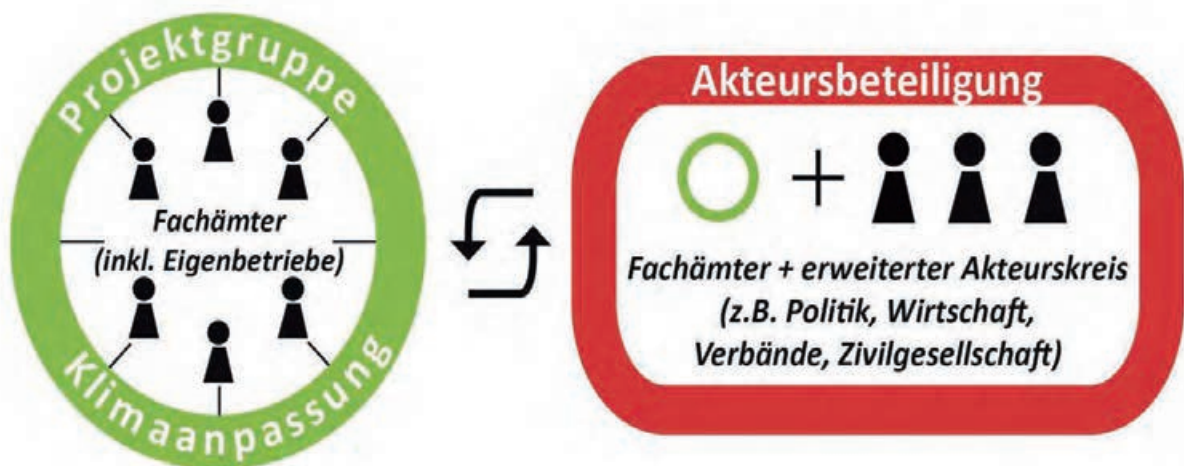 Projektgruppe
Fachämter
(inkl. Eigenbetriebe)
Klimaanpassung
Akteursbeteiligung
Fachämter + erweiterter Akteurskreis
(z.B. Politik, Wirtschaft,
Verbände, Zivilgesellschaft)